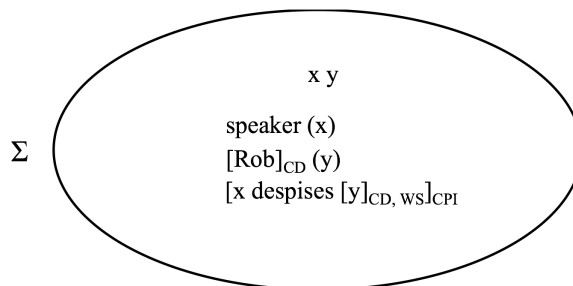 x y
speaker (x)
Σ
[Rob]CD (y)
[x despises [y]CD, WS]CPI